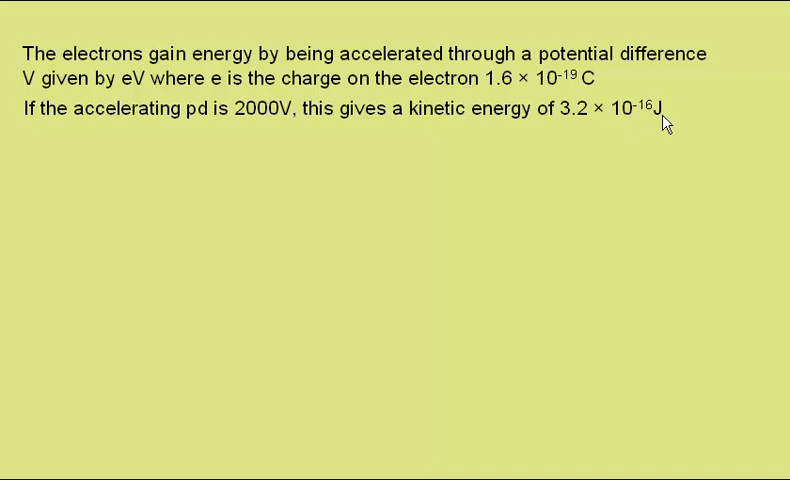 The electrons gain energy by being accelerated through a potential difference
V given by eV where e is the charge on the electron 1.6 × 10⁻¹⁹ C
If the accelerating pd is 2000V, this gives a kinetic energy of 3.2 × 10⁻¹⁶J